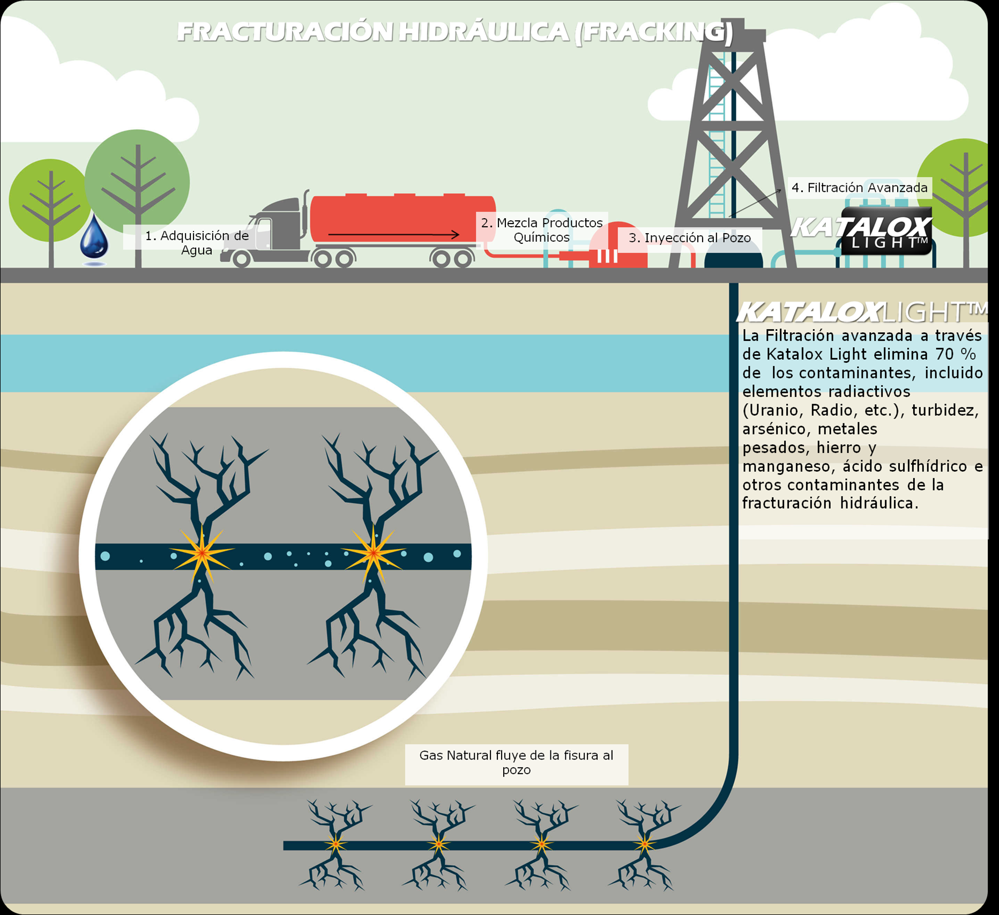 FRACTURACIÓN HIDRÁULICA (FRACKING)
1. Adquisición de
Agua
2. Mezcla Productos
Químicos
3. Inyección al Pozo
4. Filtración Avanzada
KATALOX
LIGHT™
KATALOXLIGHT™
La Filtración avanzada a través
de Katalox Light elimina 70 %
de los contaminantes, incluido
elementos radiactivos
(Uranio, Radio, etc.), turbidez,
arsénico, metales
pesados, hierro y
manganeso, ácido sulfhídrico e
otros contaminantes de la
fracturación hidráulica.
Gas Natural fluye de la fisura al
pozo